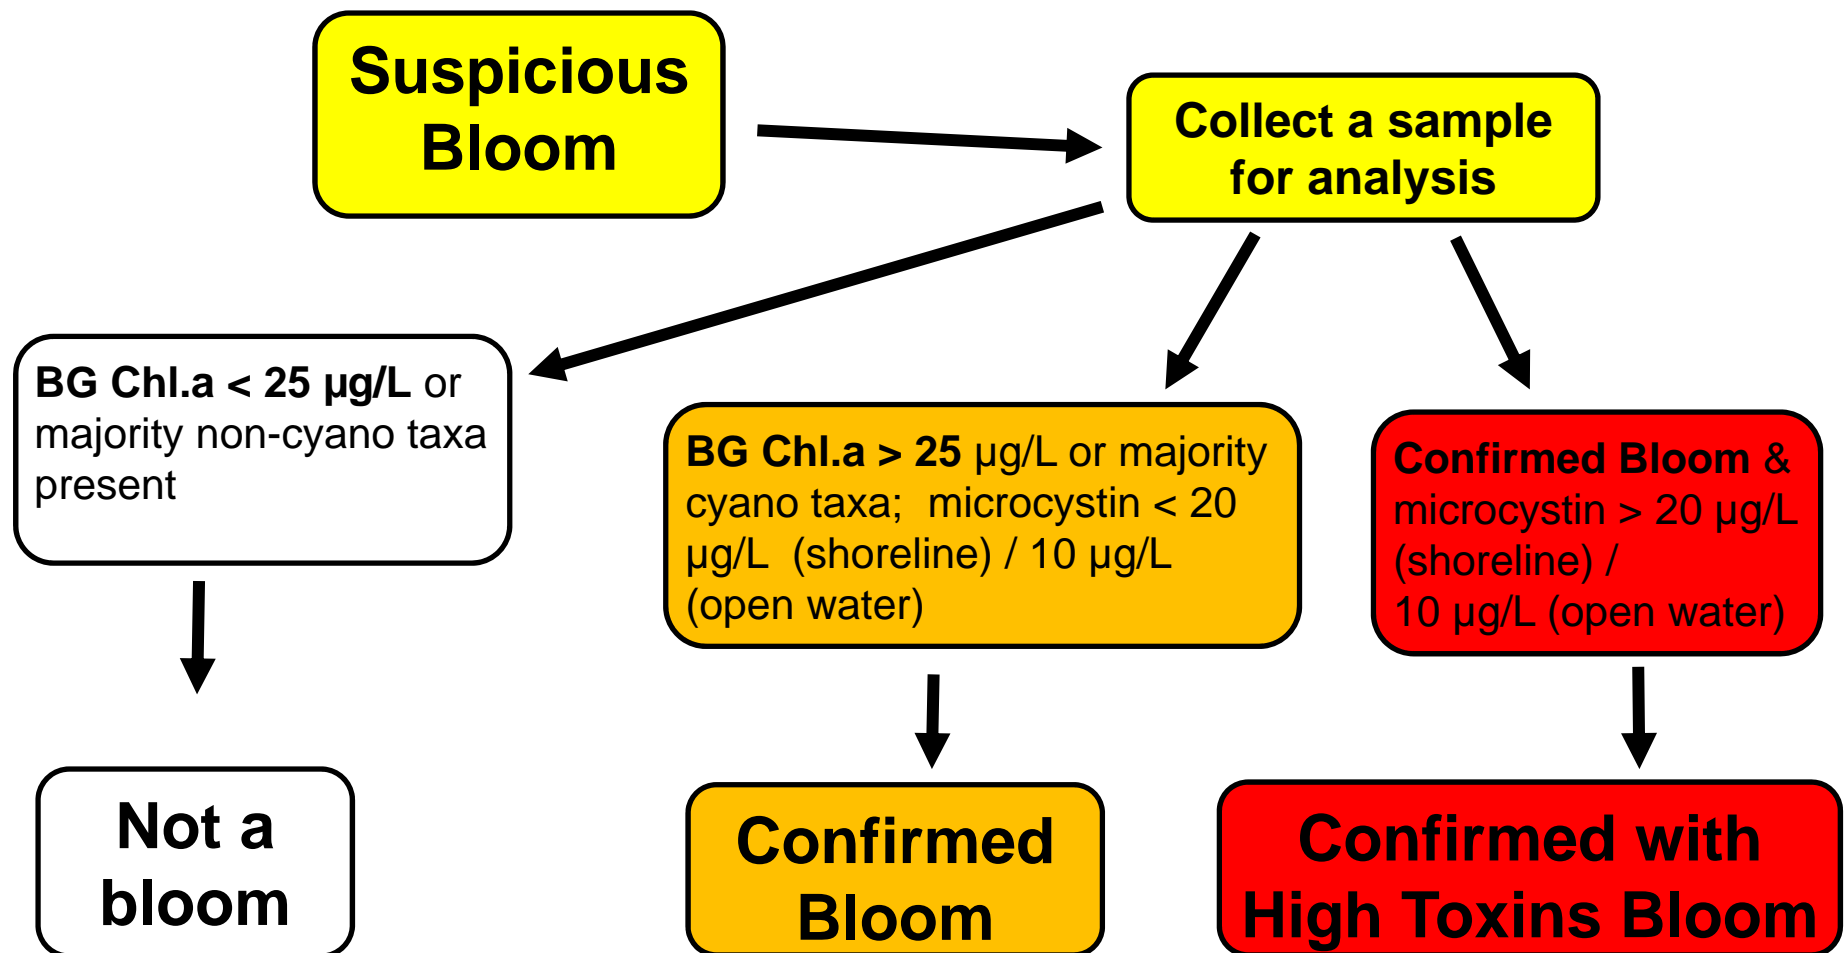 Suspicious
Bloom
Collect a sample
for analysis
BG Chl.a < 25 µg/L or
majority non-cyano taxa
present
BG Chl.a > 25 µg/L or majority
cyano taxa;  microcystin < 20
µg/L  (shoreline) / 10 µg/L
(open water)
Confirmed Bloom &
microcystin > 20 µg/L
(shoreline) /
10 µg/L (open water)
Not a
bloom
Confirmed
Bloom
Confirmed with
High Toxins Bloom